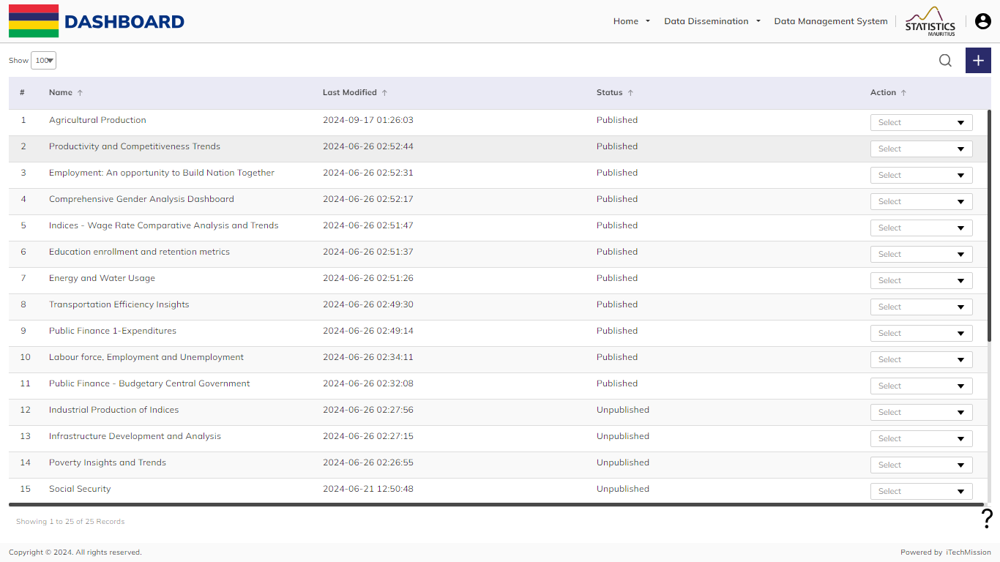 DASHBOARD
Home Data Dissemination Data Management System STATISTICS
MAURITIUS
Show 100
# Name Last Modified Status Action
1 Agricultural Production 2024-09-17 01:26:03 Published Select
2 Productivity and Competitiveness Trends 2024-06-26 02:52:44 Published Select
3 Employment: An opportunity to Build Nation Together 2024-06-26 02:52:31 Published Select
4 Comprehensive Gender Analysis Dashboard 2024-06-26 02:52:17 Published Select
5 Indices - Wage Rate Comparative Analysis and Trends 2024-06-26 02:51:47 Published Select
6 Education enrollment and retention metrics 2024-06-26 02:51:37 Published Select
7 Energy and Water Usage 2024-06-26 02:51:26 Published Select
8 Transportation Efficiency Insights 2024-06-26 02:49:30 Published Select
9 Public Finance 1-Expenditures 2024-06-26 02:49:14 Published Select
10 Labour force, Employment and Unemployment 2024-06-26 02:34:11 Published Select
11 Public Finance - Budgetary Central Government 2024-06-26 02:32:08 Published Select
12 Industrial Production of Indices 2024-06-26 02:27:56 Unpublished Select
13 Infrastructure Development and Analysis 2024-06-26 02:27:15 Unpublished Select
14 Poverty Insights and Trends 2024-06-26 02:26:55 Unpublished Select
15 Social Security 2024-06-21 12:50:48 Unpublished Select
Showing 1 to 25 of 25 Records
?
Copyright © 2024. All rights reserved. Powered by iTechMission